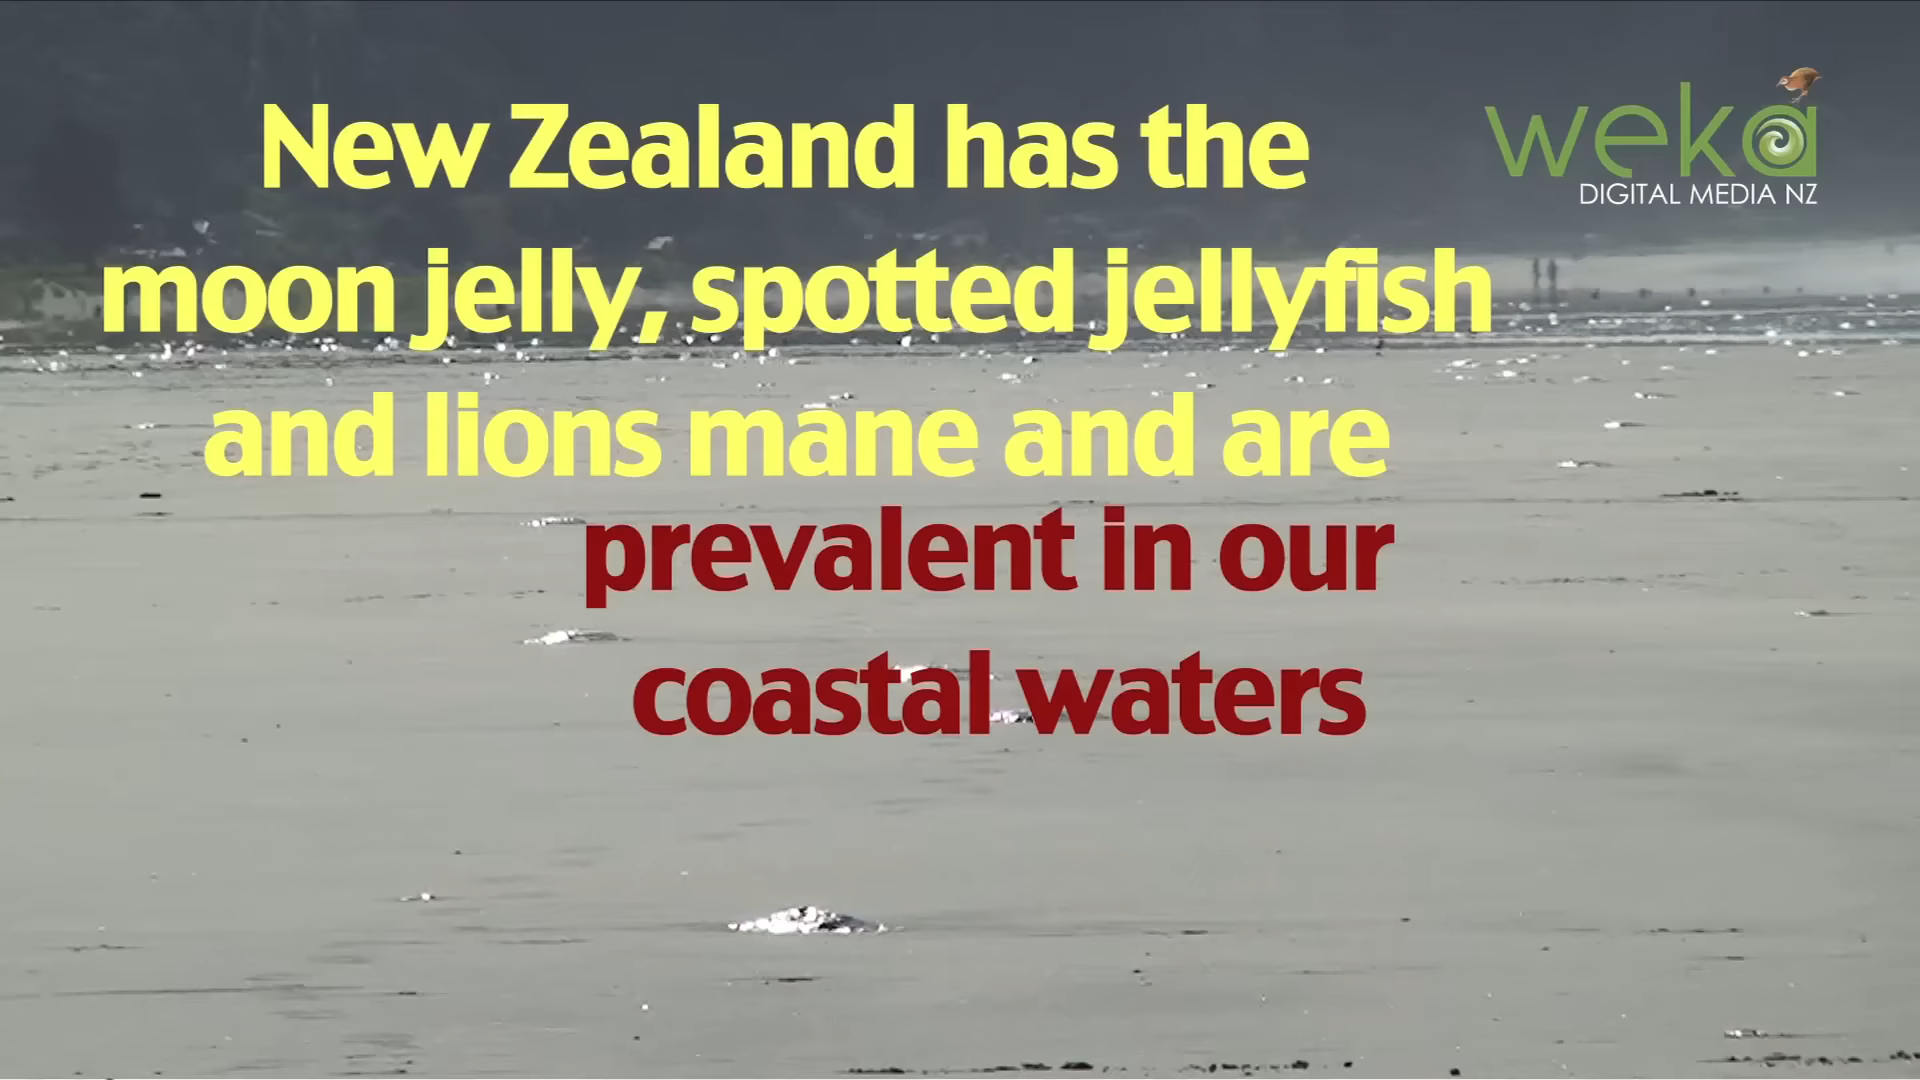 New Zealand has the
moon jelly, spotted jellyfish
and lions mane and are
prevalent in our
coastal waters
weka
DIGITAL MEDIA NZ